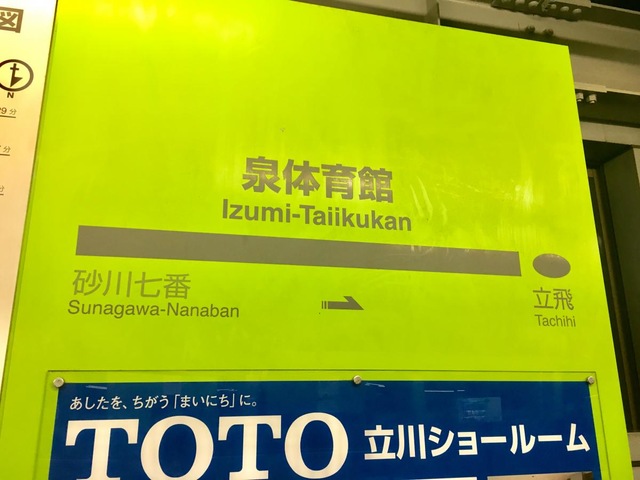 図
N
泉体育館
Izumi-Taiikukan
砂川七番
Sunagawa-Nanaban
立飛
Tachihi
あしたを、ちがう「まいにち」に。
TOTO 立川ショールーム